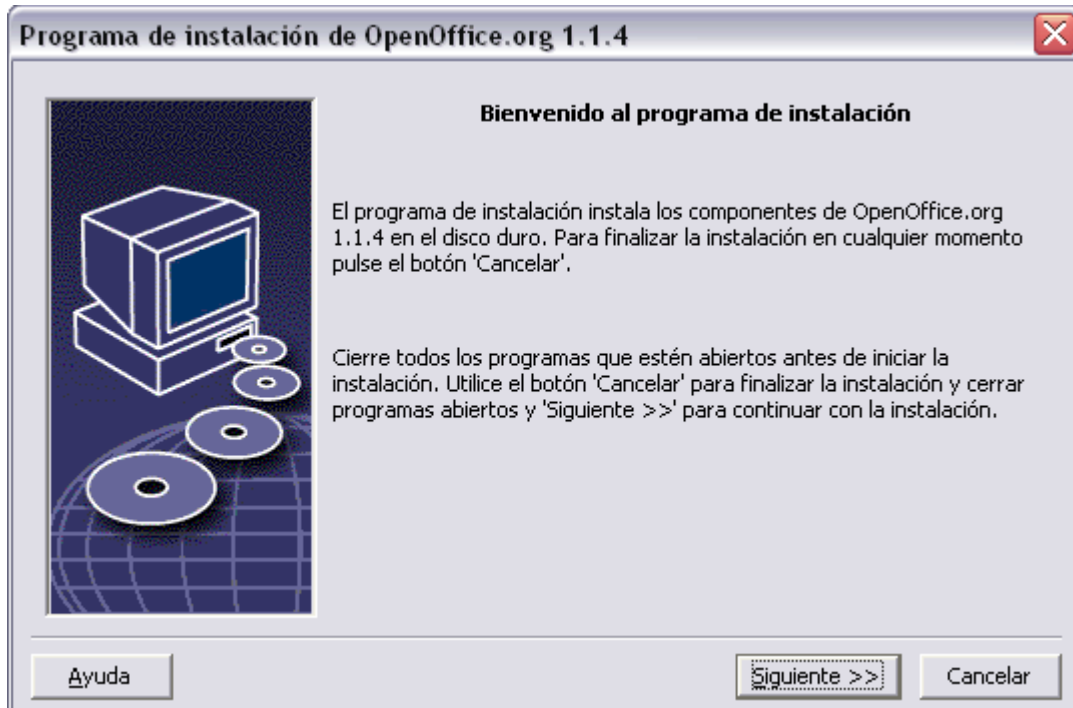 Programa de instalación de OpenOffice.org 1.1.4
Bienvenido al programa de instalación
El programa de instalación instala los componentes de OpenOffice.org
1.1.4 en el disco duro. Para finalizar la instalación en cualquier momento
pulse el botón 'Cancelar'.
Cierre todos los programas que estén abiertos antes de iniciar la
instalación. Utilice el botón 'Cancelar' para finalizar la instalación y cerrar
programas abiertos y 'Siguiente >>' para continuar con la instalación.
Ayuda
Siguiente >>
Cancelar